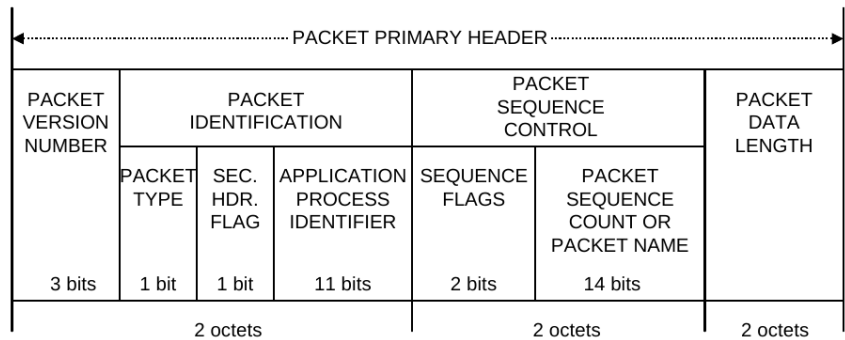 PACKET PRIMARY HEADER
PACKET
VERSION
NUMBER
PACKET
IDENTIFICATION
PACKET
SEQUENCE
CONTROL
PACKET
DATA
LENGTH
PACKET
TYPE
SEC.
HDR.
FLAG
APPLICATION
PROCESS
IDENTIFIER
SEQUENCE
FLAGS
PACKET
SEQUENCE
COUNT OR
PACKET NAME
3 bits
1 bit
1 bit
11 bits
2 bits
14 bits
2 octets
2 octets
2 octets